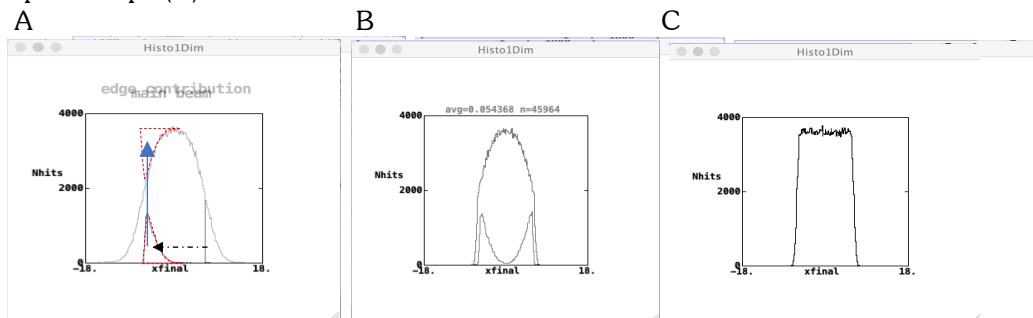 A
B
C
Histo1Dim
Histo1Dim
Histo1Dim
edge contribution
main beam
4000
Nhits
2000
0
-18.
xfinal
18.
avg=0.054368 n=45964
4000
Nhits
2000
0
-18.
xfinal
18.
4000
Nhits
2000
0
-18.
xfinal
18.